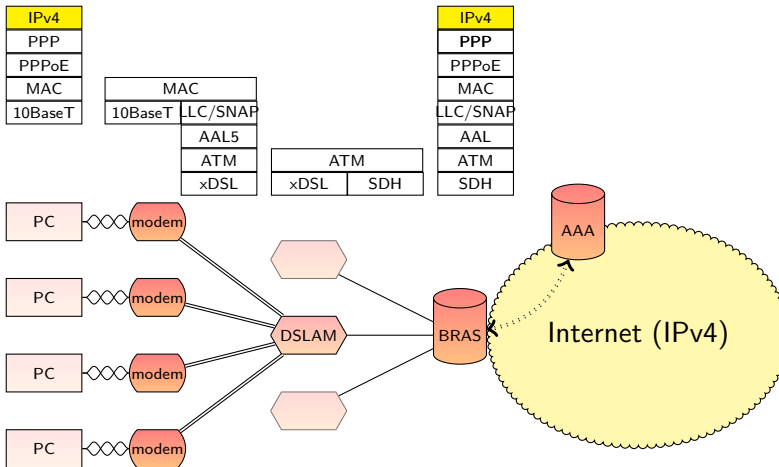 IPv4 IPv4
PPP PPP
PPPoE PPPoE
MAC MAC MAC
10BaseT 10BaseT LLC/SNAP LLC/SNAP
AAL5 AAL
ATM ATM ATM
xDSL xDSL SDH SDH
PC modem AAA
PC modem
DSLAM BRAS Internet (IPv4)
PC modem
PC modem